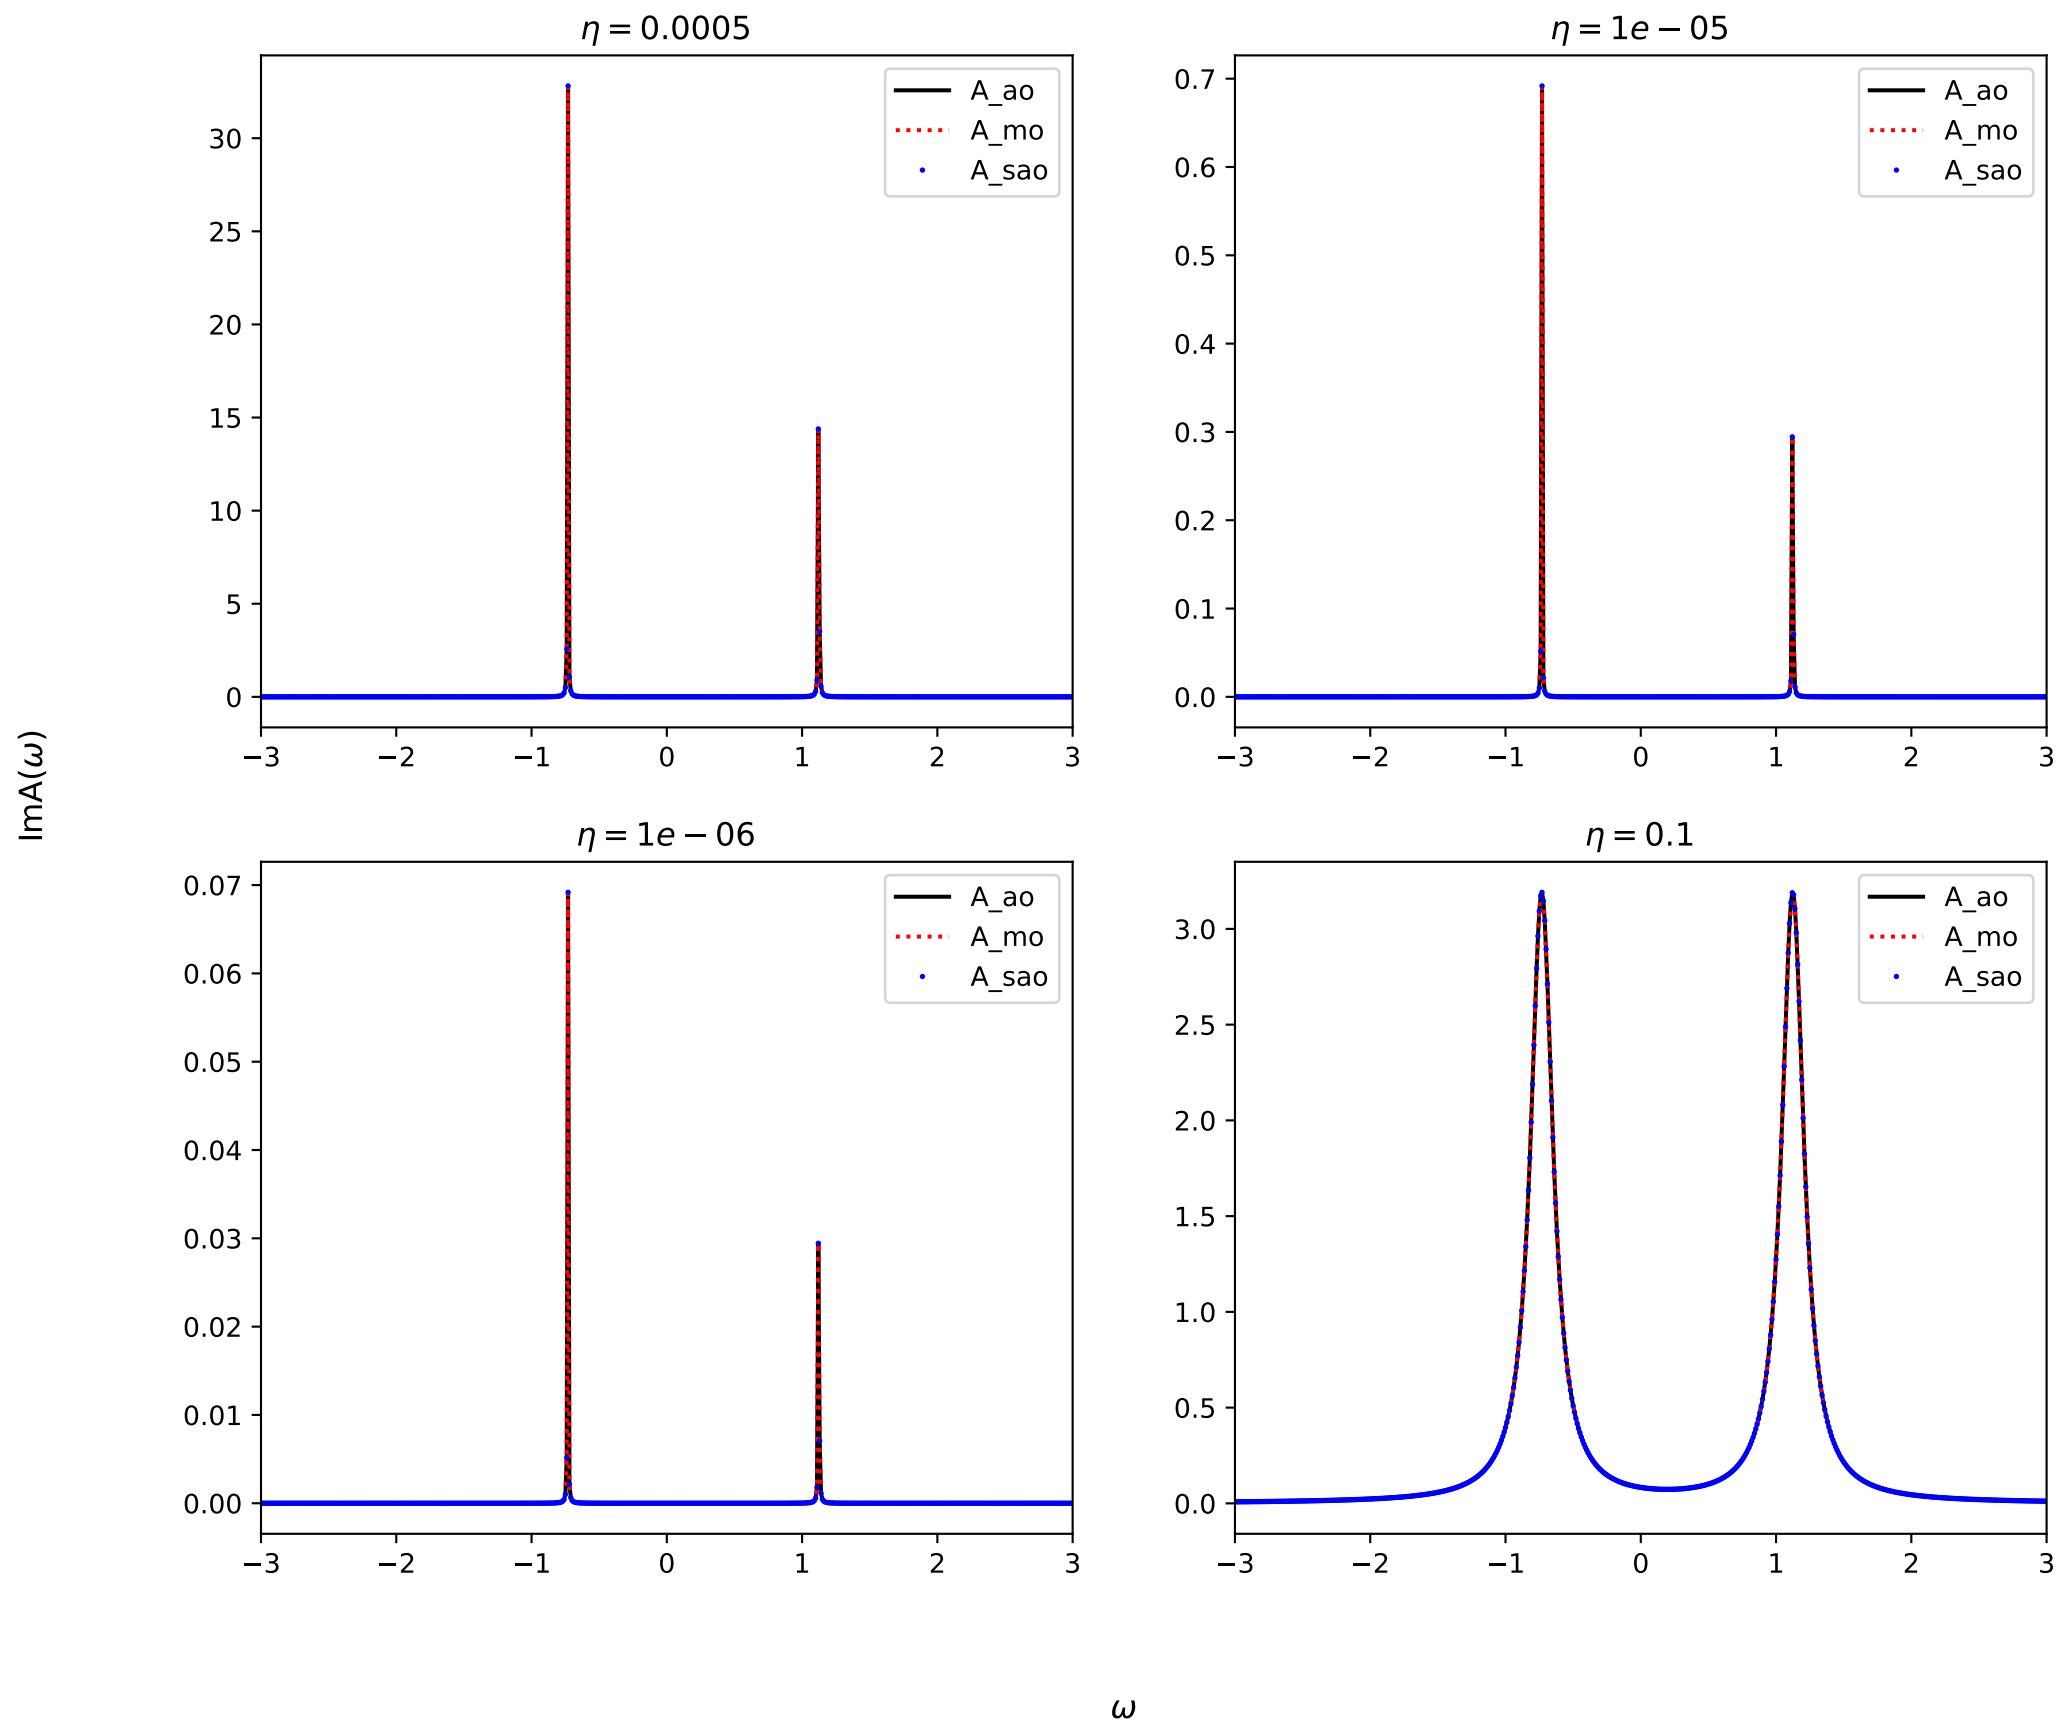 η = 0.0005
30
25
20
15
10
5
0
−3 −2 −1 0 1 2 3
A_ao
A_mo
A_sao
η = 1e − 05
0.7
0.6
0.5
0.4
0.3
0.2
0.1
0.0
−3 −2 −1 0 1 2 3
A_ao
A_mo
A_sao
ImA(ω)
η = 1e − 06
0.07
0.06
0.05
0.04
0.03
0.02
0.01
0.00
−3 −2 −1 0 1 2 3
A_ao
A_mo
A_sao
η = 0.1
3.0
2.5
2.0
1.5
1.0
0.5
0.0
−3 −2 −1 0 1 2 3
A_ao
A_mo
A_sao
ω